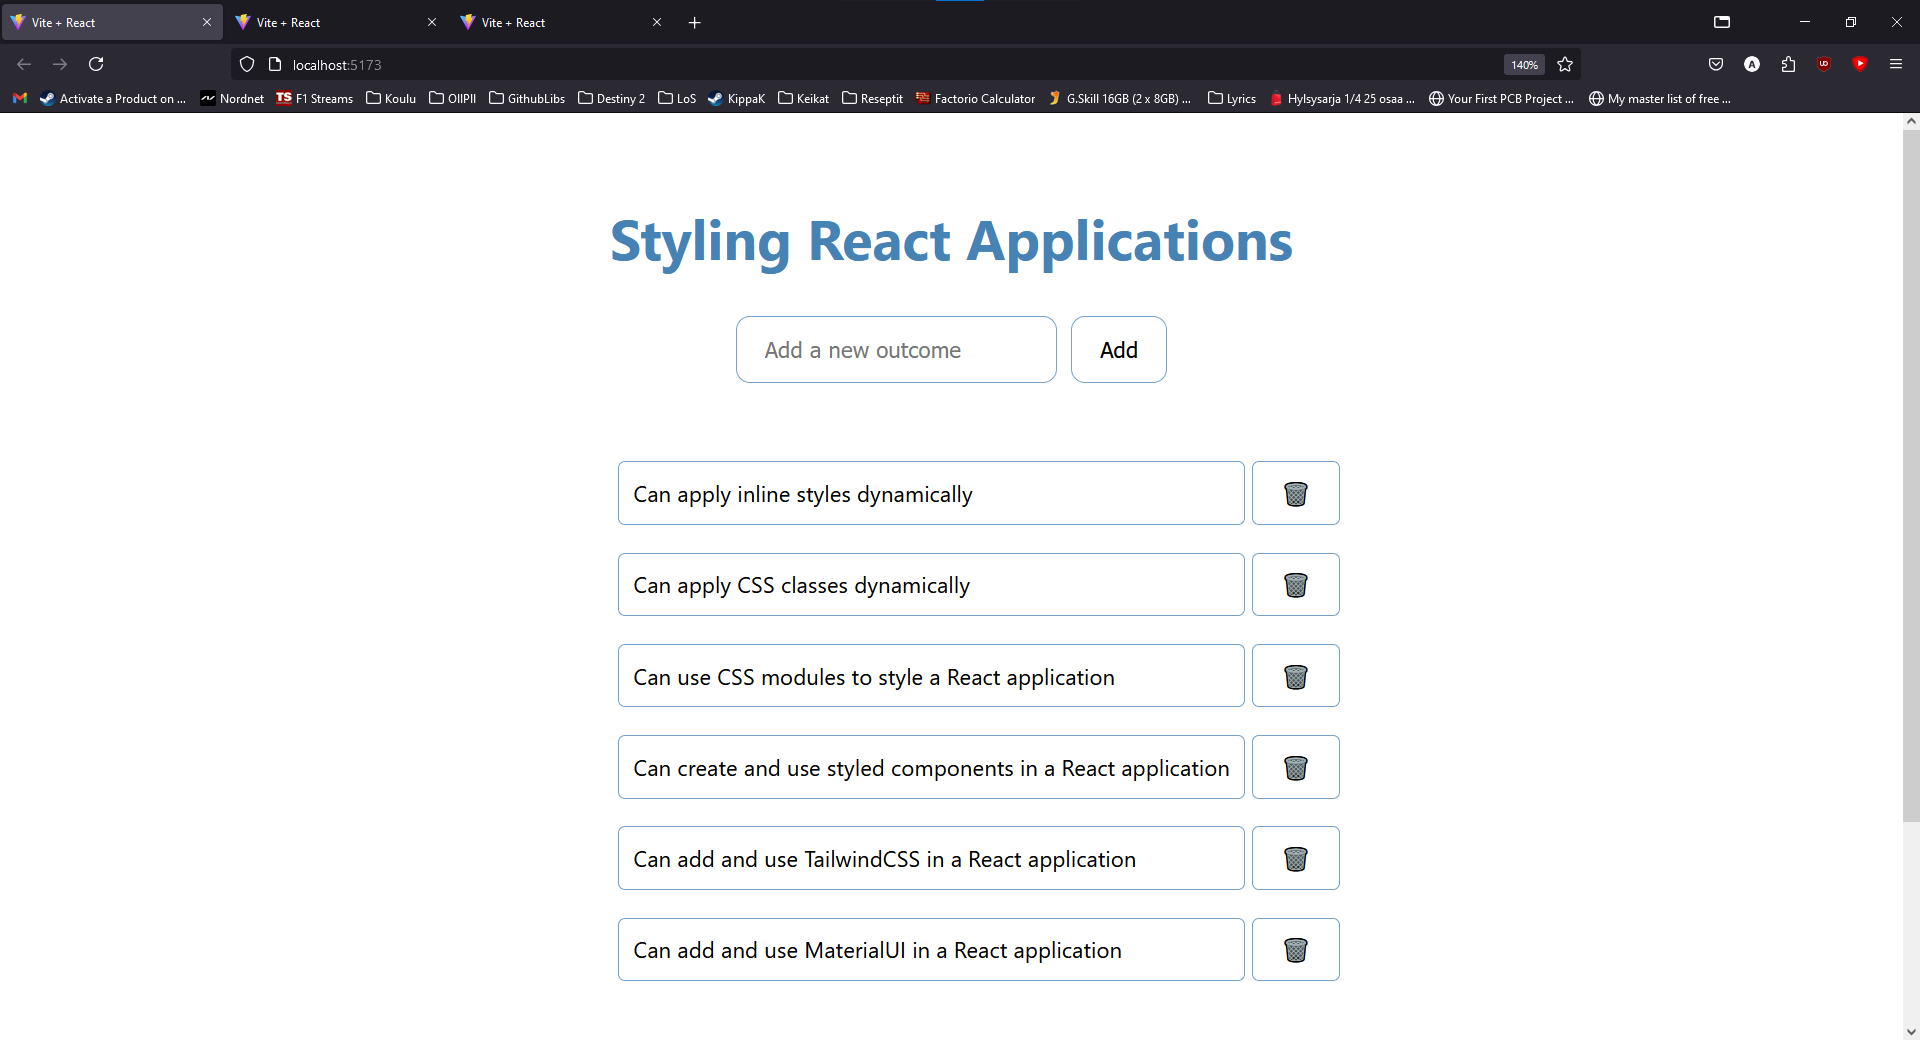 Vite + React
Vite + React
Vite + React
localhost:5173
140%
Activate a Product on ...
Nordnet
TS F1 Streams
Koulu
OIIPII
GithubLibs
Destiny 2
LoS
KippaK
Keikat
Reseptit
Factorio Calculator
G.Skill 16GB (2 x 8GB) ...
Lyrics
Hylsysarja 1/4 25 osaa ...
Your First PCB Project ...
My master list of free ...
Styling React Applications
Add a new outcome
Add
Can apply inline styles dynamically
Can apply CSS classes dynamically
Can use CSS modules to style a React application
Can create and use styled components in a React application
Can add and use TailwindCSS in a React application
Can add and use MaterialUI in a React application